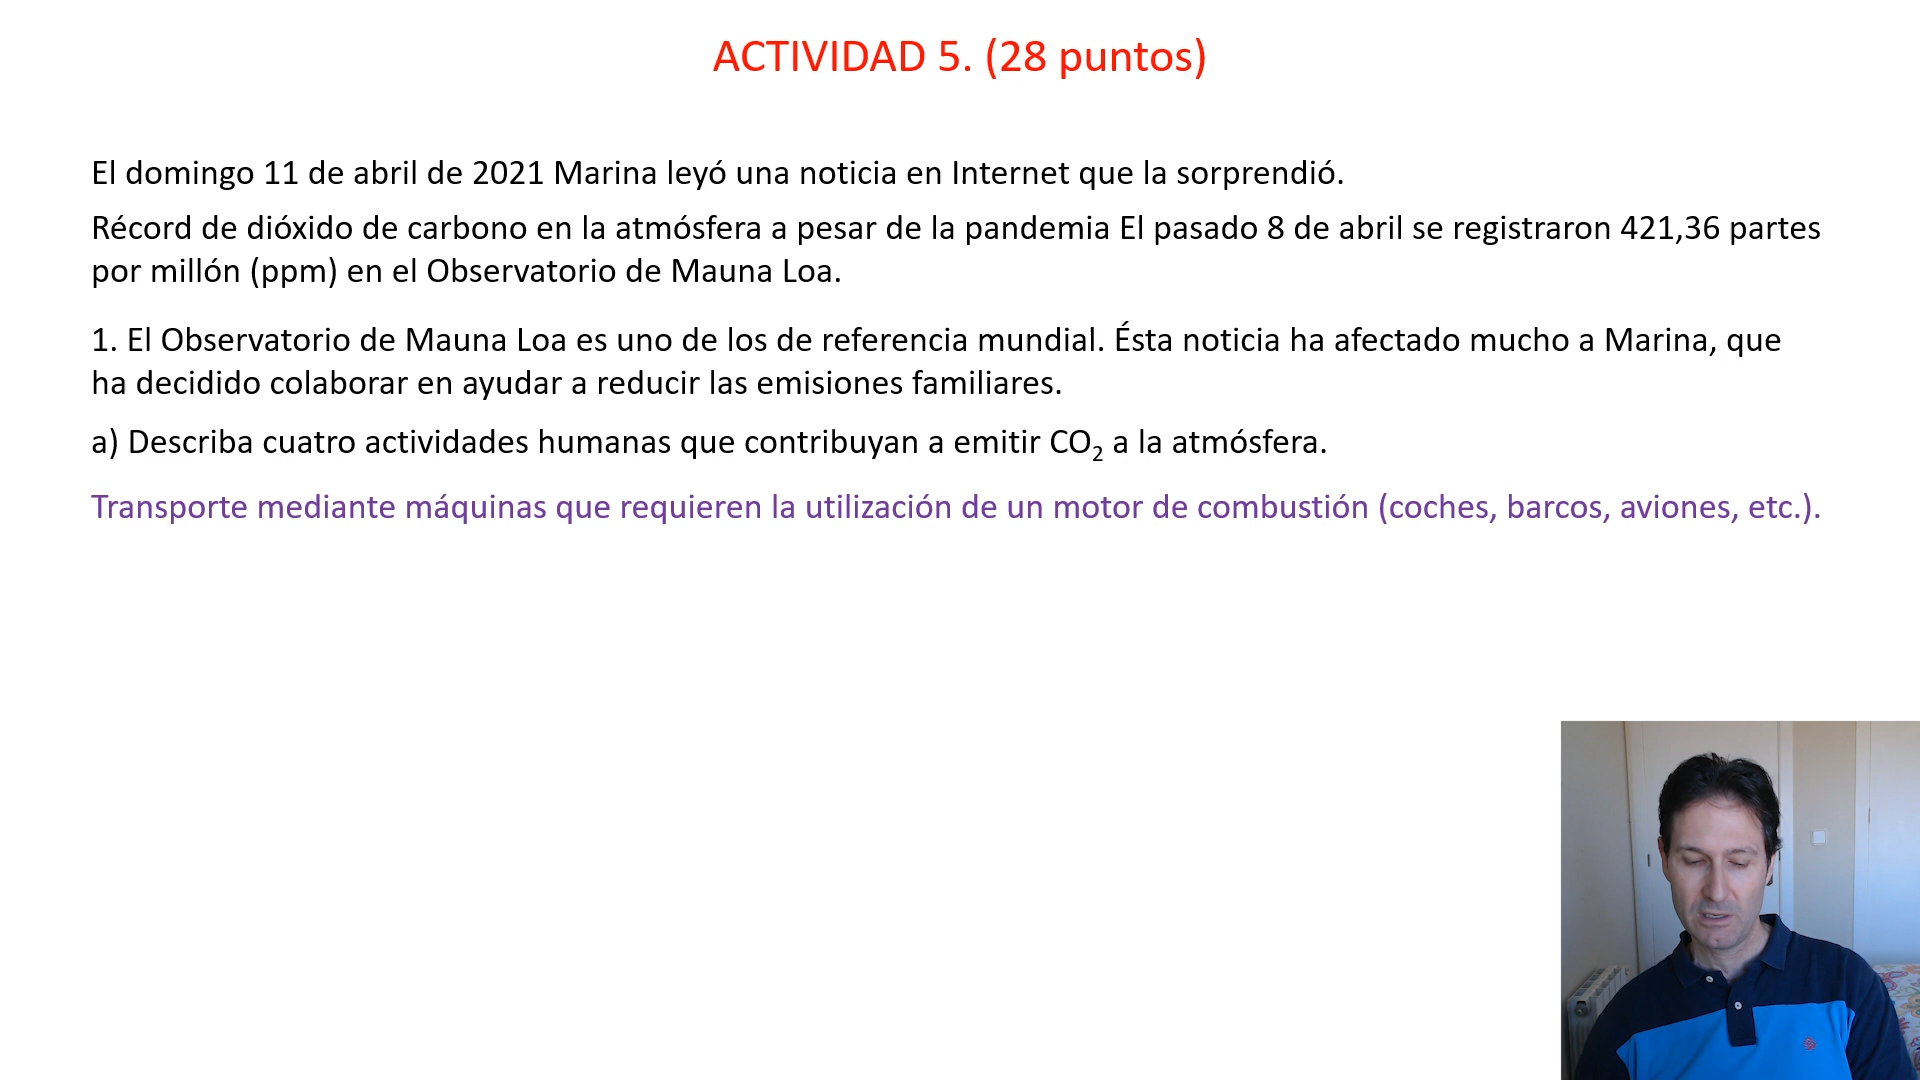 ACTIVIDAD 5. (28 puntos)
El domingo 11 de abril de 2021 Marina leyó una noticia en Internet que la sorprendió.
Récord de dióxido de carbono en la atmósfera a pesar de la pandemia El pasado 8 de abril se registraron 421,36 partes
por millón (ppm) en el Observatorio de Mauna Loa.
1. El Observatorio de Mauna Loa es uno de los de referencia mundial. Ésta noticia ha afectado mucho a Marina, que
ha decidido colaborar en ayudar a reducir las emisiones familiares.
a) Describa cuatro actividades humanas que contribuyan a emitir CO₂ a la atmósfera.
Transporte mediante máquinas que requieren la utilización de un motor de combustión (coches, barcos, aviones, etc.).